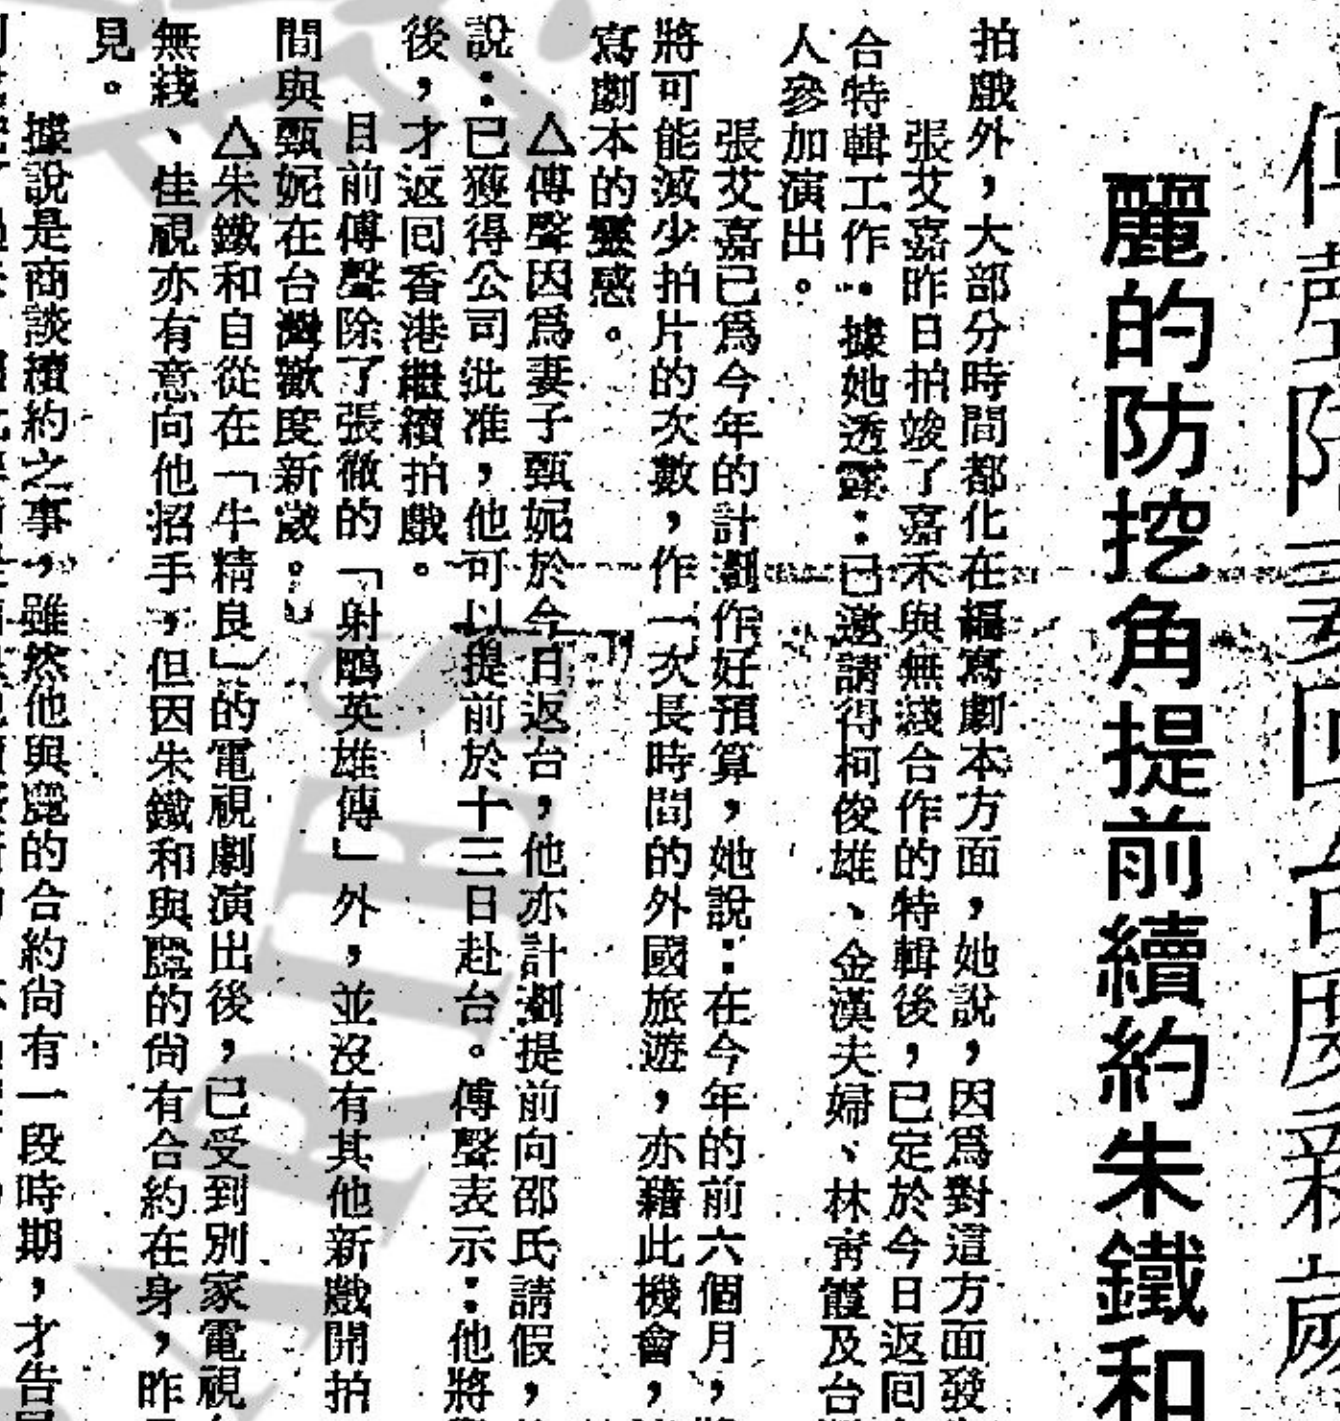 傅聲陪妻回台度新歲
麗的防挖角提前續約朱鐵和
拍戲外，大部分時間都化在編寫劇本方面，她說，因爲對這方面發
張艾嘉昨日拍竣了嘉禾與無綫合作的特輯後，已定於今日返囘
合特輯工作。據她透露：已邀請得柯俊雄、金漢夫婦、林靑霞及台
人參加演出。
張艾嘉已爲今年的計劃作好預算，她說：在今年的前六個月，
將可能減少拍片的次數，作一次長時間的外國旅遊，亦藉此機會，
寫劇本的靈感。
△傅聲因爲妻子甄妮於今日返台，他亦計劃提前向邵氏請假，
說：已獲得公司批准，他可以提前於十三日赴台。傅聲表示：他將
後，才返囘香港繼續拍戲。
目前傅聲除了張徹的「射鵰英雄傳」外，並沒有其他新戲開拍
間與甄妮在台灣歡度新歲。
△朱鐵和自從在「牛精良」的電視劇演出後，已受到別家電視
無綫、佳視亦有意向他招手，但因朱鐵和與麗的尙有合約在身，昨
見。
據說是商談續約之事，雖然他與麗的合約尙有一段時期，才告